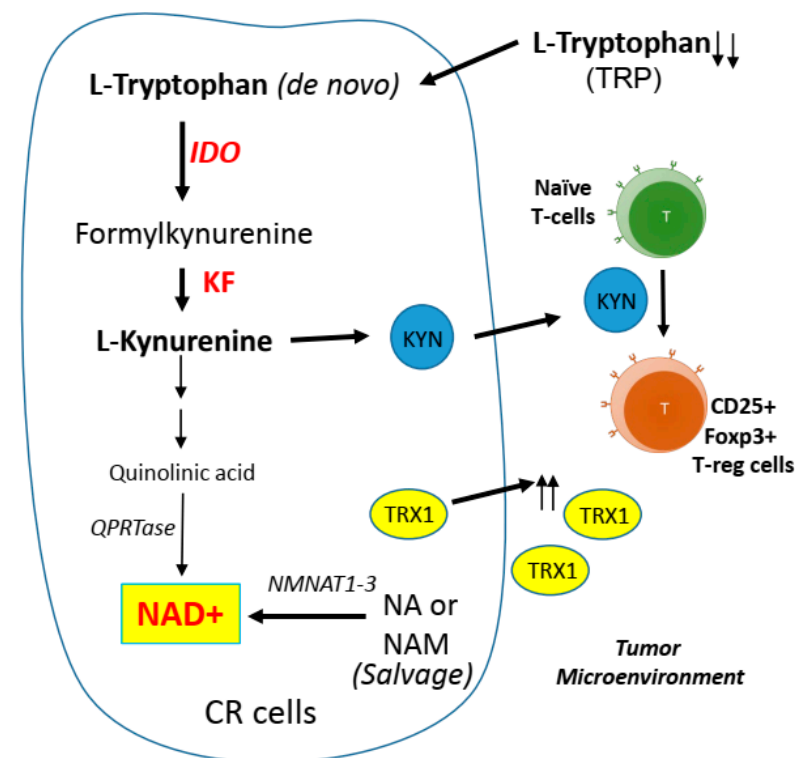 L-Tryptophan↓↓
(TRP)
L-Tryptophan (de novo)
IDO
Formylkynurenine
KF
L-Kynurenine
KYN
KYN
Naïve
T-cells
T
T
CD25+
Foxp3+
T-reg cells
Quinolinic acid
QPRTase
TRX1
↑↑
TRX1
TRX1
NAD+
NMNAT1-3
NA or
NAM
(Salvage)
Tumor
Microenvironment
CR cells